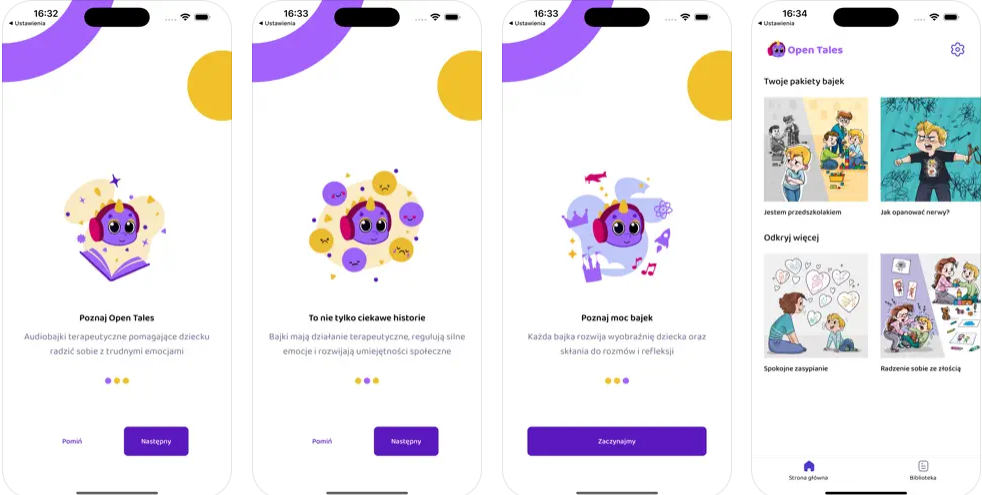 16:32
◀ Ustawienia
Poznaj Open Tales
Audiobajki terapeutyczne pomagające dziecku
radzić sobie z trudnymi emocjami
Pomiń
Następny
16:33
◀ Ustawienia
To nie tylko ciekawe historie
Bajki mają działanie terapeutyczne, regulują silne
emocje i rozwijają umiejętności społeczne
Pomiń
Następny
16:33
◀ Ustawienia
Poznaj moc bajek
Każda bajka rozwija wyobraźnię dziecka oraz
skłania do rozmów i refleksji
Zaczynajmy
16:34
◀ Ustawienia
Open Tales
Twoje pakiety bajek
Jestem przedszkolakiem
Jak opanować nerwy?
Odkryj więcej
Spokojne zasypianie
Radzenie sobie ze złością
Strona główna
Biblioteka